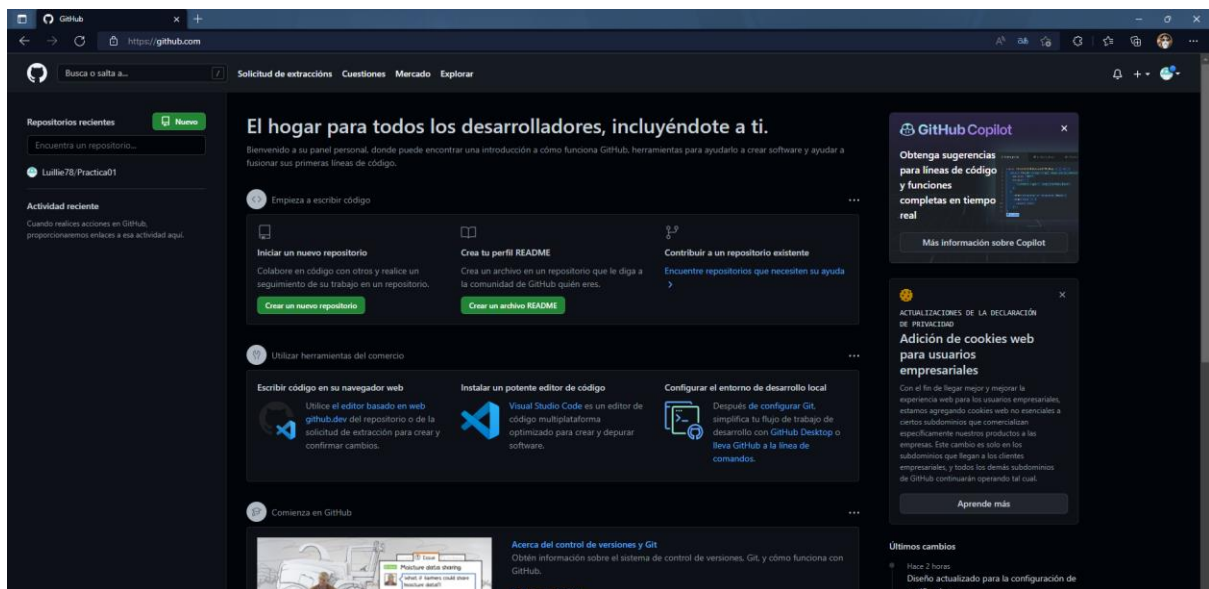 GitHub
https://github.com
Busca o salta a...
/
Solicitud de extraccións Cuestiones Mercado Explorar
Repositorios recientes
Nuevo
Encuentra un repositorio...
Luillie78/Practica01
Actividad reciente
Cuando realices acciones en GitHub,
proporcionaremos enlaces a esa actividad aquí.
El hogar para todos los desarrolladores, incluyéndote a ti.
Bienvenido a su panel personal, donde puede encontrar una introducción a cómo funciona GitHub, herramientas para ayudarlo a crear software y ayudar a
fusionar sus primeras líneas de código.
Empieza a escribir código
Iniciar un nuevo repositorio
Colabore en código con otros y realice un
seguimiento de su trabajo en un repositorio.
Crear un nuevo repositorio
Crea tu perfil README
Crea un archivo en un repositorio que le diga a
la comunidad de GitHub quién eres.
Crear un archivo README
Contribuir a un repositorio existente
Encuentre repositorios que necesiten su ayuda
Utilizar herramientas del comercio
Escribir código en su navegador web
Utilice el editor basado en web
github.dev del repositorio o de la
solicitud de extracción para crear y
confirmar cambios.
Instalar un potente editor de código
Visual Studio Code es un editor de
código multiplataforma
optimizado para crear y depurar
software.
Configurar el entorno de desarrollo local
Después de configurar Git,
simplifica tu flujo de trabajo de
desarrollo con GitHub Desktop o
lleva GitHub a la línea de
comandos.
Comienza en GitHub
Issue
Moisture data sharing
what if farmers could share
moisture data?
Acerca del control de versiones y Git
Obtén información sobre el sistema de control de versiones, Git, y cómo funciona con
GitHub.
GitHub Copilot
Obtenga sugerencias
para líneas de código
y funciones
completas en tiempo
real
Más información sobre Copilot
ACTUALIZACIONES DE LA DECLARACIÓN
DE PRIVACIDAD
Adición de cookies web
para usuarios
empresariales
Con el fin de llegar mejor y mejorar la
experiencia web para los usuarios empresariales,
estamos agregando cookies web no esenciales a
ciertos subdominios que comercializan
específicamente nuestros productos a las
empresas. Este cambio es solo en los
subdominios que llegan a los clientes
empresariales, y todos los demás subdominios
de GitHub continuarán operando tal cual.
Aprende más
Últimos cambios
Hace 2 horas
Diseño actualizado para la configuración de